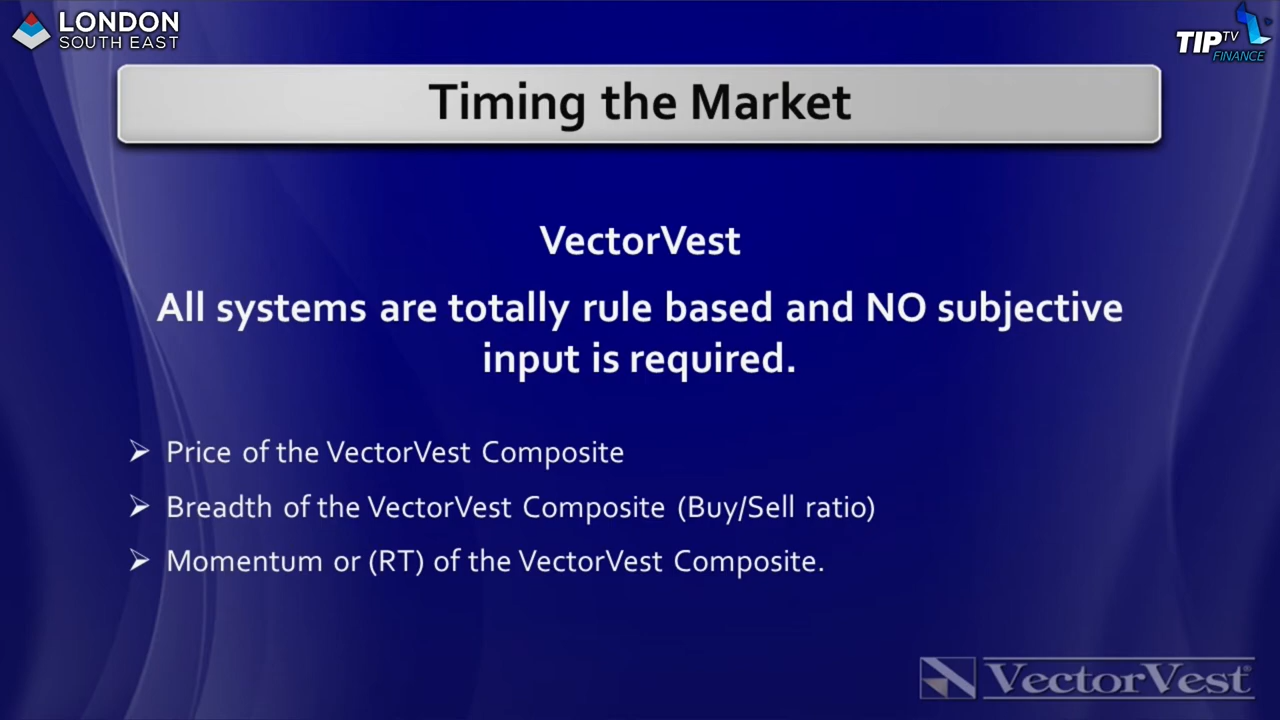 LONDON
SOUTH EAST
TIP TV
FINANCE
Timing the Market
VectorVest
All systems are totally rule based and NO subjective
input is required.
➢ Price of the VectorVest Composite
➢ Breadth of the VectorVest Composite (Buy/Sell ratio)
➢ Momentum or (RT) of the VectorVest Composite.
VectorVest®